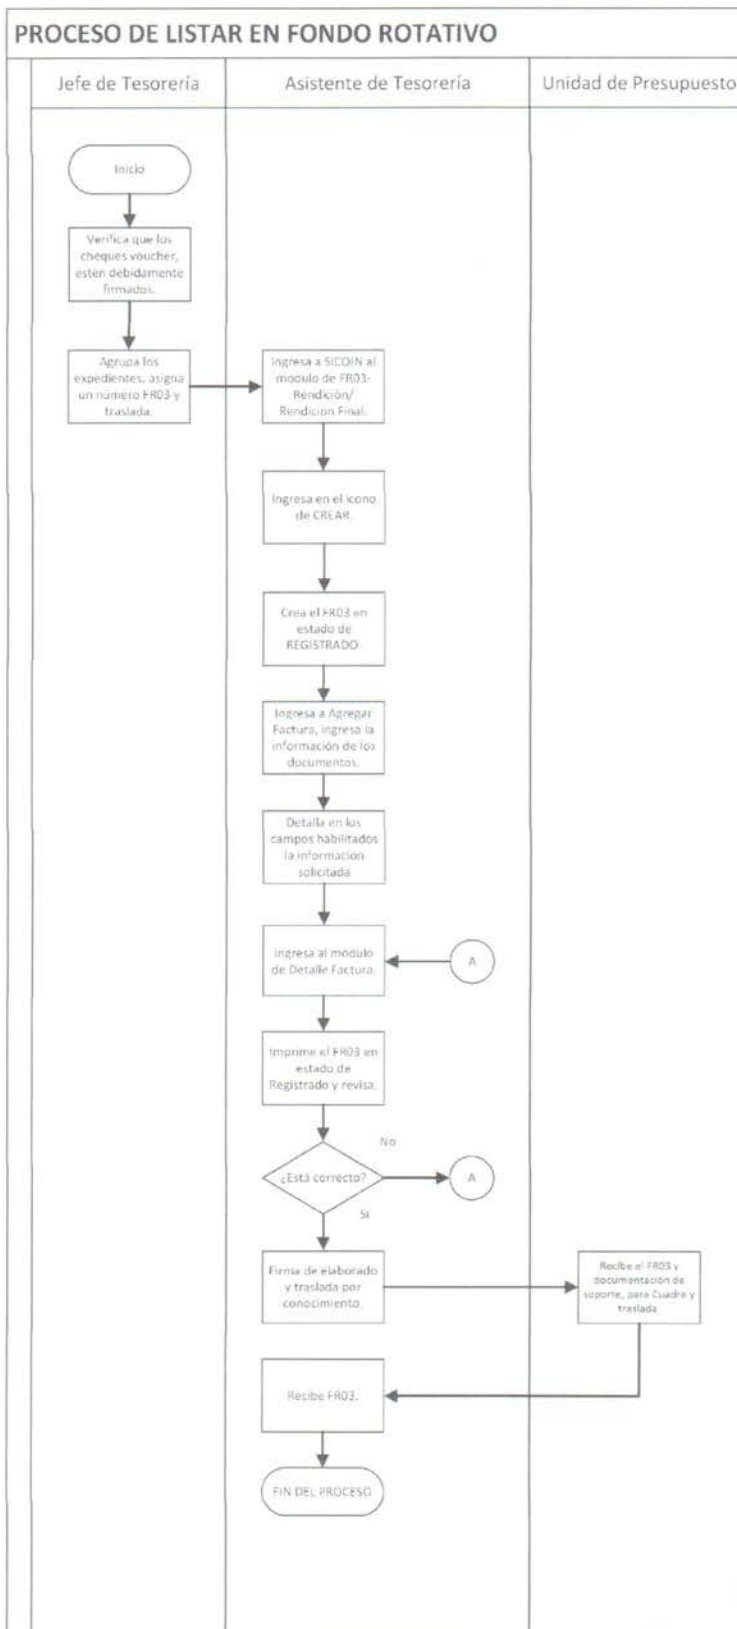 PROCESO DE LISTAR EN FONDO ROTATIVO
Jefe de Tesorería
Asistente de Tesorería
Unidad de Presupuesto
Inicio
Verifica que los
cheques voucher,
estén debidamente
firmados.
Agrupa los
expedientes, asigna
un número FR03 y
traslada.
Ingresa a SICOIN al
módulo de FR03-
Rendición/
Rendición Final.
Ingresa en el icono
de CREAR.
Crea el FR03 en
estado de
REGISTRADO.
Ingresa a Agregar
Factura, ingresa la
información de los
documentos.
Detalla en los
campos habilitados
la información
solicitada
Ingresa al módulo
de Detalle Factura.
A
Imprime el FR03 en
estado de
Registrado y revisa.
No
¿Está correcto?
A
Si
Firma de elaborado
y traslada por
conocimiento.
Recibe el FR03 y
documentación de
soporte, para Cuadre y
traslada
Recibe FR03.
FIN DEL PROCESO